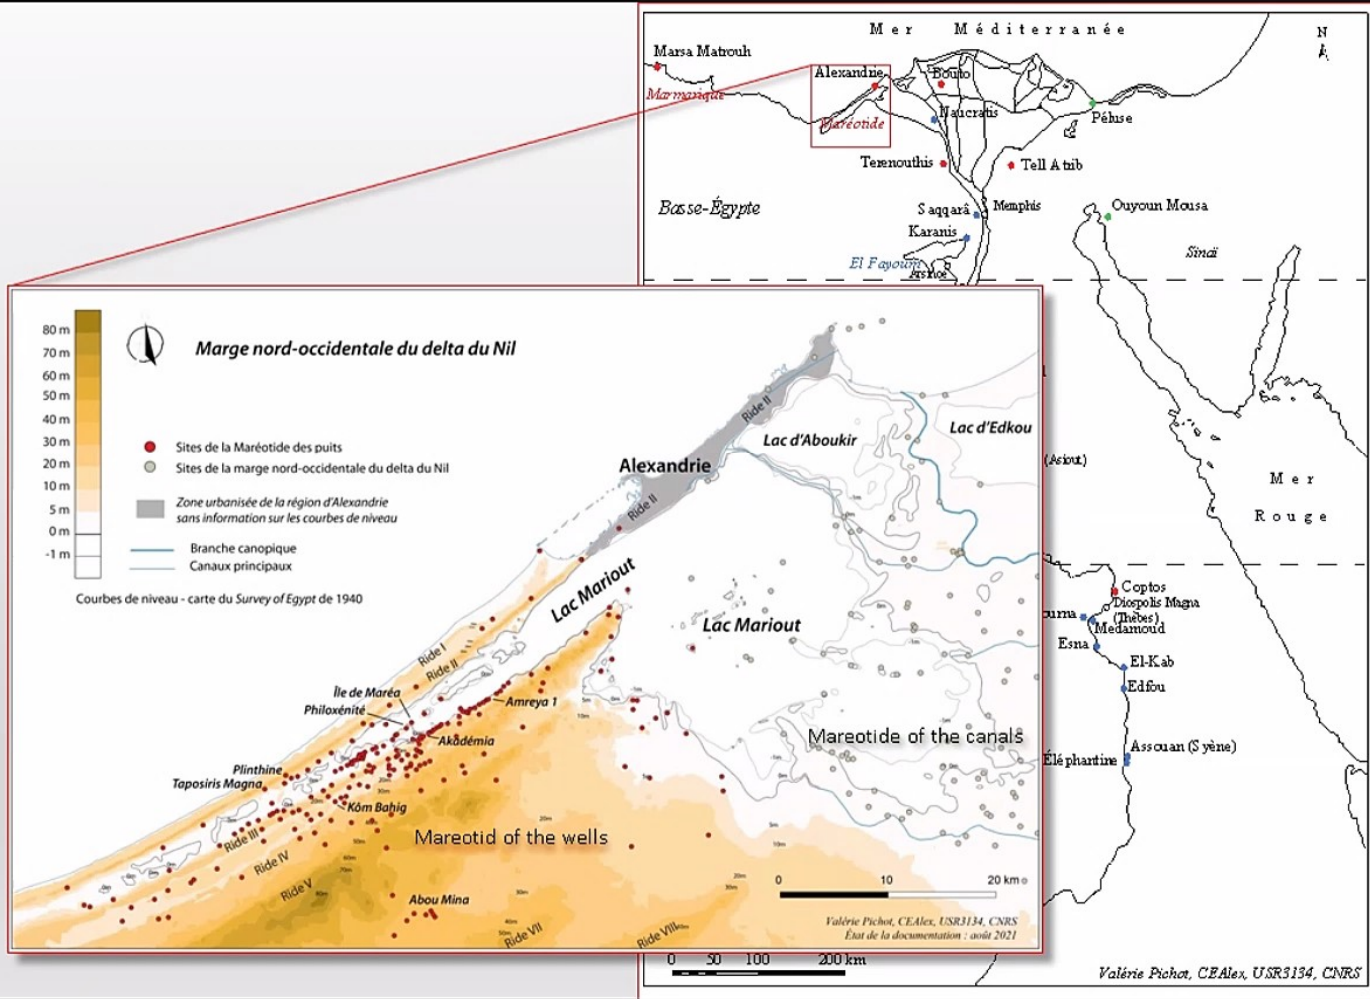 Mer Méditerranée
N
Marsa Matrouh
Alexandrie
Bouto
Marmarique
Naucratis
Péluse
Maréotide
Terenouthis
Tell Atrib
Basse-Égypte
Saqqarâ
Memphis
Ouyoun Mousa
Karanis
Sinaï
El Fayoum
Arsinoe
(Asiout)
Mer
Rouge
Coptos
Diospolis Magna
(Thèbes)
ourna
Médamoud
Esna
El-Kab
Edfou
Assouan (Syène)
Éléphantine
0 50 100 200 km
Valérie Pichot, CEAlex, USR3134, CNRS
Marge nord-occidentale du delta du Nil
80 m
70 m
60 m
50 m
40 m
30 m
20 m
10 m
5 m
0 m
-1 m
Sites de la Maréotide des puits
Sites de la marge nord-occidentale du delta du Nil
Zone urbanisée de la région d'Alexandrie
sans information sur les courbes de niveau
Branche canopique
Canaux principaux
Courbes de niveau - carte du Survey of Egypt de 1940
Ride II
Lac d'Aboukir
Lac d'Edkou
Alexandrie
Ride II
Lac Mariout
Lac Mariout
Ride I
Ride II
Île de Maréa
Philoxénité
Amreya 1
Akadémia
Mareotide of the canals
Plinthine
Taposiris Magna
Kôm Bahig
Mareotid of the wells
Ride III
Ride IV
Ride V
Abou Mina
Ride VII
Ride VIII
0 10 20 km
Valérie Pichot, CEAlex, USR3134, CNRS
État de la documentation : août 2021